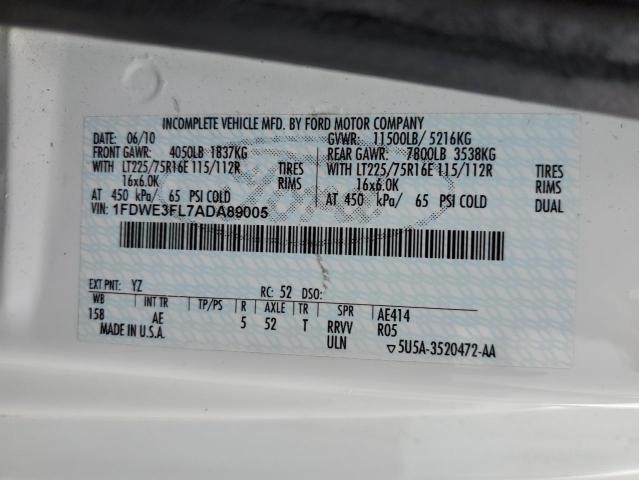 INCOMPLETE VEHICLE MFD. BY FORD MOTOR COMPANY
DATE: 06/10 GVWR: 11500LB/ 5216KG
FRONT GAWR: 4050LB 1837KG REAR GAWR: 7800LB 3538KG
WITH LT225/75R16E 115/112R TIRES WITH LT225/75R16E 115/112R TIRES
16x6.0K RIMS 16x6.0K RIMS
AT 450 kPa/ 65 PSI COLD AT 450 kPa/ 65 PSI COLD DUAL
VIN: 1FDWE3FL7ADA89005
EXT PNT: YZ RC: 52 DSO:
WB INT TR TP/PS R AXLE TR SPR AE414
158 AE 5 52 T RRVV R05
MADE IN U.S.A. ULN ▽5U5A-3520472-AA